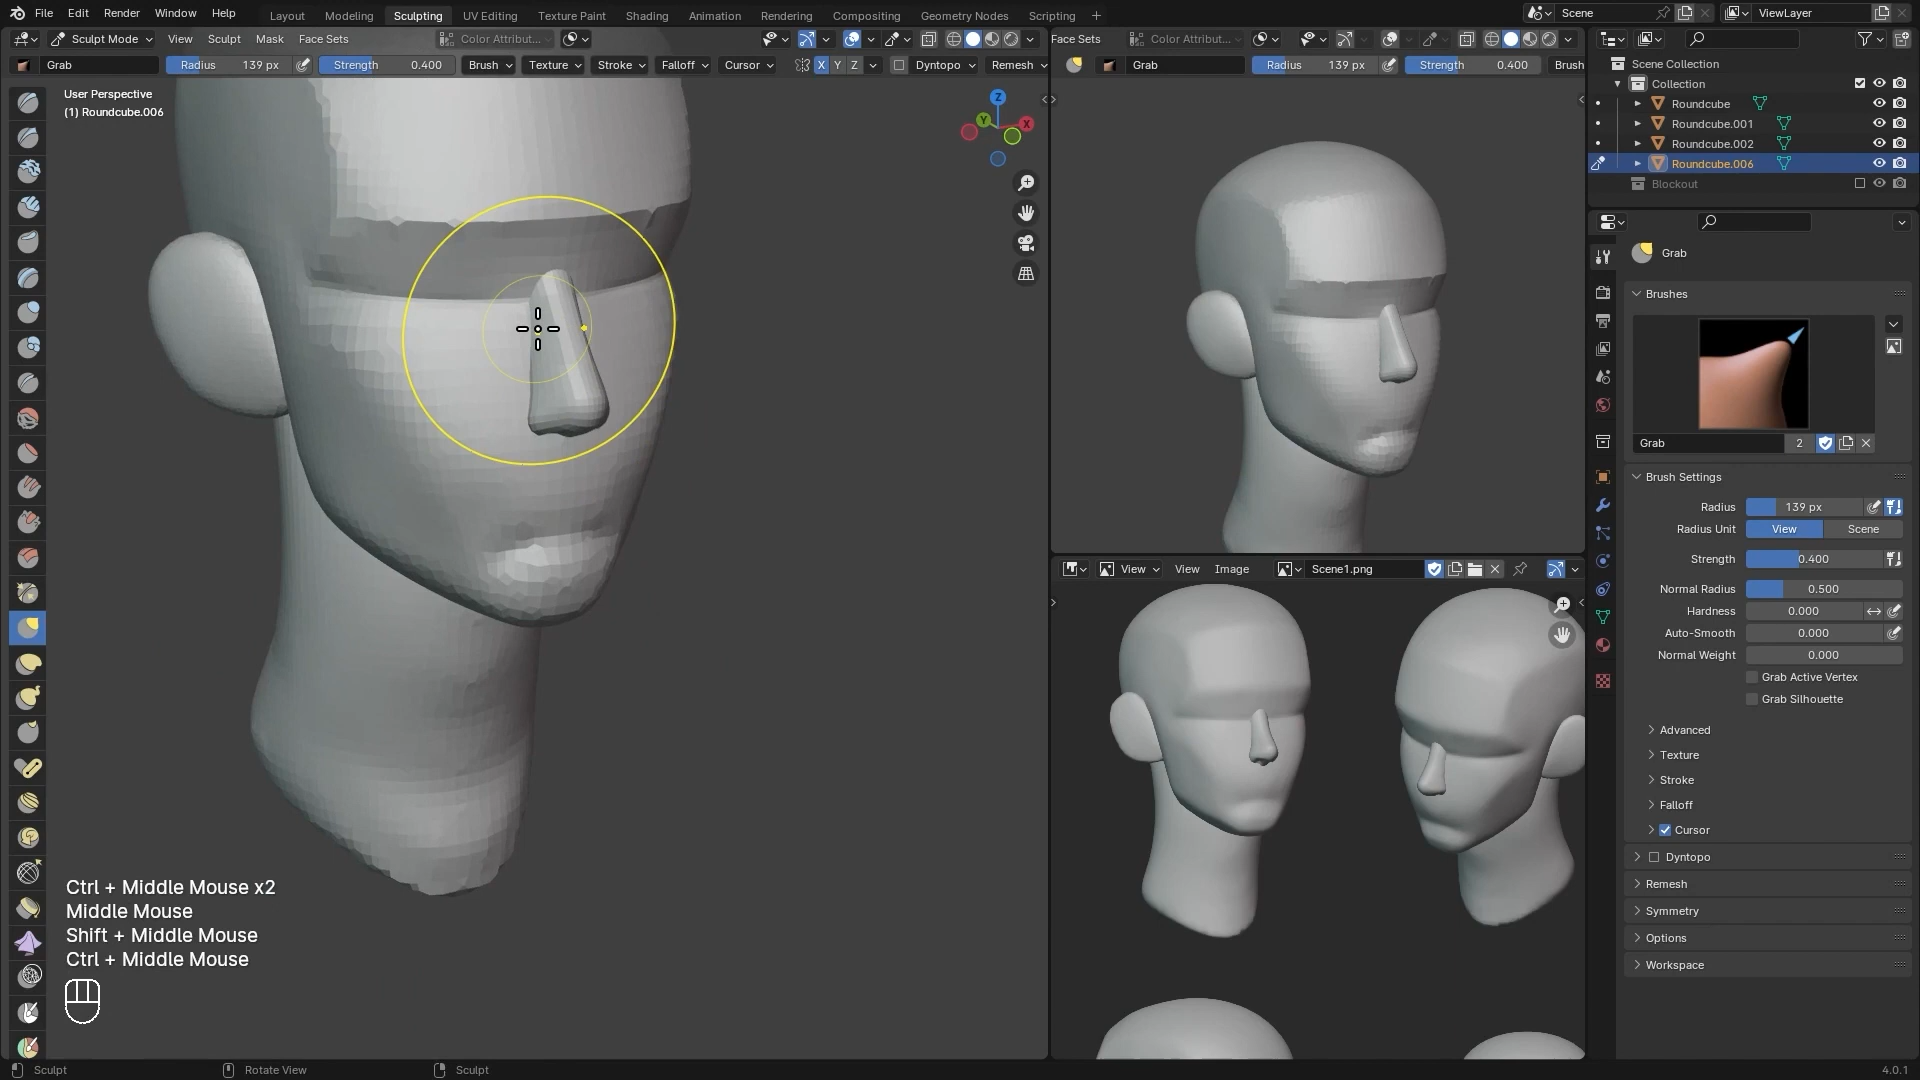 File Edit Render Window Help Layout Modeling Sculpting UV Editing Texture Paint Shading Animation Rendering Compositing Geometry Nodes Scripting + Scene ViewLayer
Sculpt Mode View Sculpt Mask Face Sets Color Attribut...
Grab Radius 139 px Strength 0.400 Brush Texture Stroke Falloff Cursor X Y Z Dyntopo Remesh
User Perspective
(1) Roundcube.006
Z
Y
X
Ctrl + Middle Mouse x2
Middle Mouse
Shift + Middle Mouse
Ctrl + Middle Mouse
Face Sets Color Attribut...
Grab Radius 139 px Strength 0.400 Brush
View View Image Scene1.png
Scene Collection
Collection
Roundcube
Roundcube.001
Roundcube.002
Roundcube.006
Blockout
Grab
Brushes
Grab 2
Brush Settings
Radius 139 px
Radius Unit View Scene
Strength 0.400
Normal Radius 0.500
Hardness 0.000
Auto-Smooth 0.000
Normal Weight 0.000
Grab Active Vertex
Grab Silhouette
Advanced
Texture
Stroke
Falloff
Cursor
Dyntopo
Remesh
Symmetry
Options
Workspace
Sculpt Rotate View Sculpt 4.0.1